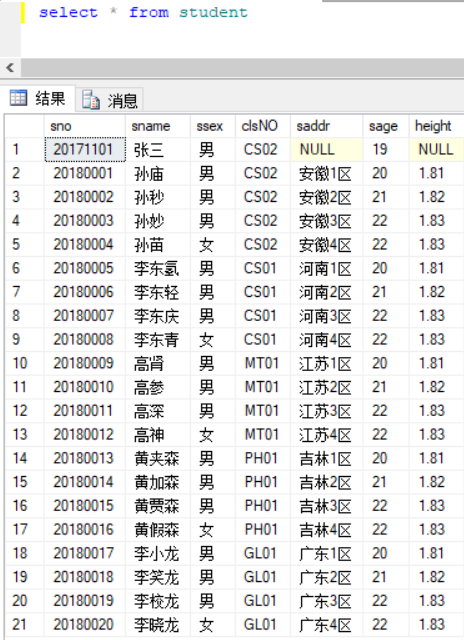 select * from student
结果 消息
sno sname ssex clsNO saddr sage height
1 20171101 张三 男 CS02 NULL 19 NULL
2 20180001 孙庙 男 CS02 安徽1区 20 1.81
3 20180002 孙秒 男 CS02 安徽2区 21 1.82
4 20180003 孙妙 男 CS02 安徽3区 22 1.83
5 20180004 孙苗 女 CS02 安徽4区 22 1.83
6 20180005 李东氢 男 CS01 河南1区 20 1.81
7 20180006 李东轻 男 CS01 河南2区 21 1.82
8 20180007 李东庆 男 CS01 河南3区 22 1.83
9 20180008 李东青 女 CS01 河南4区 22 1.83
10 20180009 高肾 男 MT01 江苏1区 20 1.81
11 20180010 高参 男 MT01 江苏2区 21 1.82
12 20180011 高深 男 MT01 江苏3区 22 1.83
13 20180012 高神 女 MT01 江苏4区 22 1.83
14 20180013 黄夹森 男 PH01 吉林1区 20 1.81
15 20180014 黄加森 男 PH01 吉林2区 21 1.82
16 20180015 黄贾森 男 PH01 吉林3区 22 1.83
17 20180016 黄假森 女 PH01 吉林4区 22 1.83
18 20180017 李小龙 男 GL01 广东1区 20 1.81
19 20180018 李笑龙 男 GL01 广东2区 21 1.82
20 20180019 李校龙 男 GL01 广东3区 22 1.83
21 20180020 李晓龙 女 GL01 广东4区 22 1.83